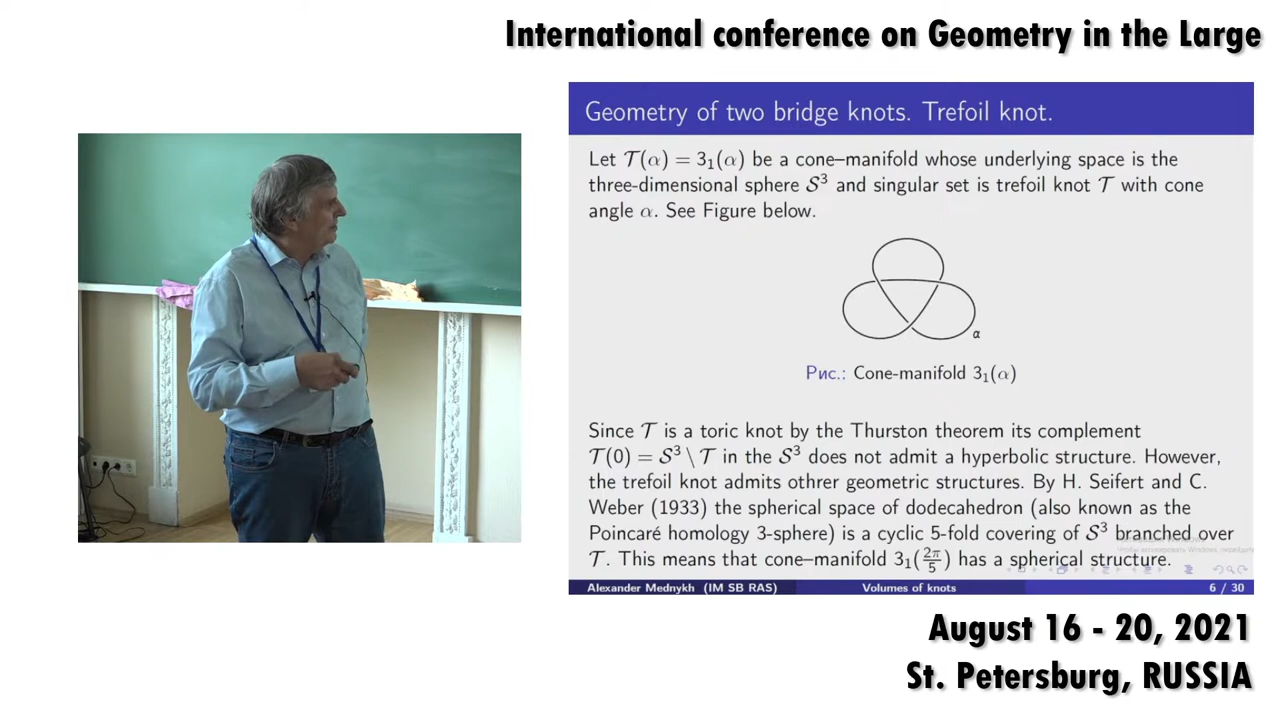 International conference on Geometry in the Large
Geometry of two bridge knots. Trefoil knot.
Let 𝒯(α) = 3₁(α) be a cone–manifold whose underlying space is the
three-dimensional sphere 𝒮³ and singular set is trefoil knot 𝒯 with cone
angle α. See Figure below.
α
Рис.: Cone-manifold 3₁(α)
Since 𝒯 is a toric knot by the Thurston theorem its complement
𝒯(0) = 𝒮³ \ 𝒯 in the 𝒮³ does not admit a hyperbolic structure. However,
the trefoil knot admits othrer geometric structures. By H. Seifert and C.
Weber (1933) the spherical space of dodecahedron (also known as the
Poincaré homology 3-sphere) is a cyclic 5-fold covering of 𝒮³ branched over
𝒯. This means that cone–manifold 3₁(2π/5) has a spherical structure.
Alexander Mednykh (IM SB RAS) Volumes of knots 6 / 30
August 16 - 20, 2021
St. Petersburg, RUSSIA